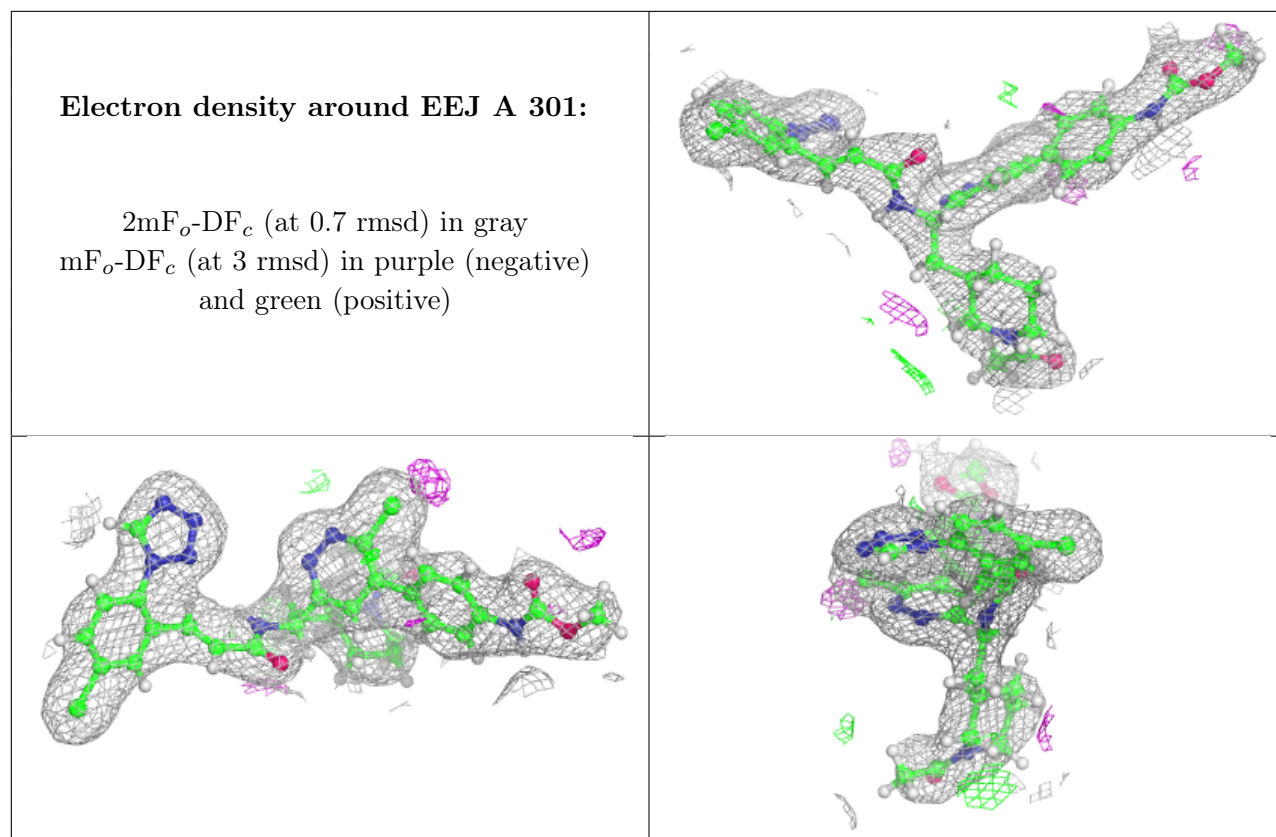 Electron density around EEJ A 301:
2mFo-DFc (at 0.7 rmsd) in gray
mFo-DFc (at 3 rmsd) in purple (negative)
and green (positive)